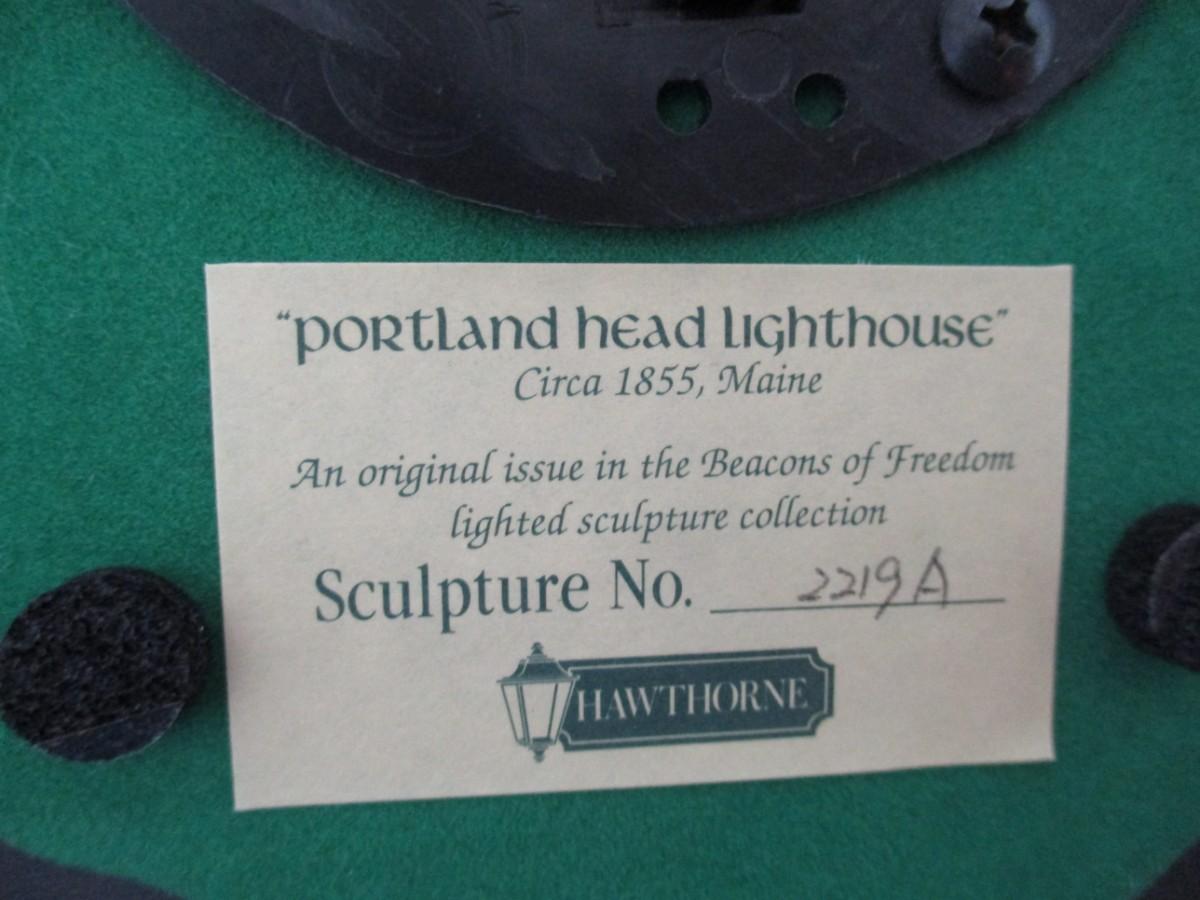 "portland head lighthouse"
Circa 1855, Maine
An original issue in the Beacons of Freedom
lighted sculpture collection
Sculpture No. 2219A
HAWTHORNE